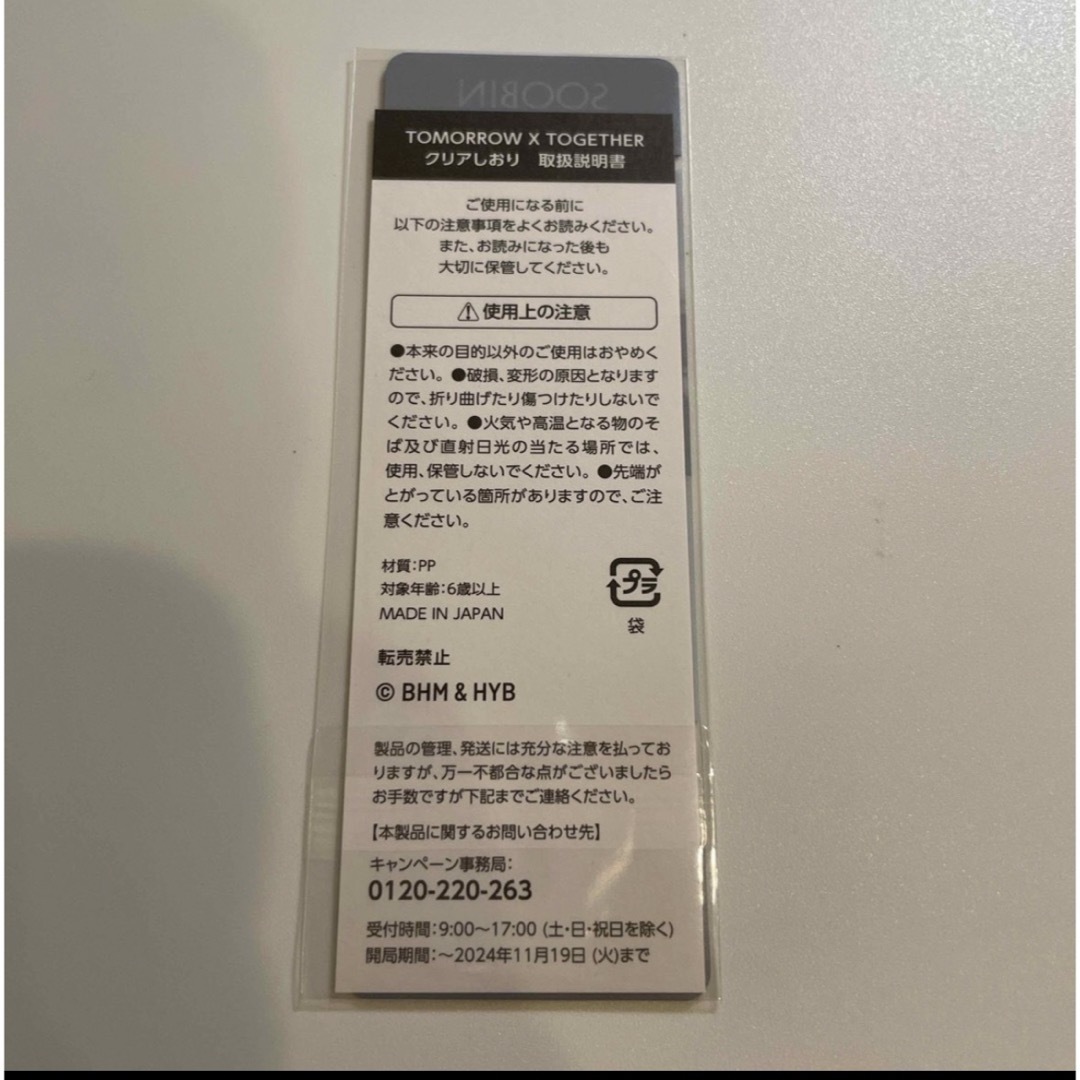 SOOBIN
TOMORROW X TOGETHER
クリアしおり 取扱説明書
ご使用になる前に
以下の注意事項をよくお読みください。
また、お読みになった後も
大切に保管してください。
⚠使用上の注意
●本来の目的以外のご使用はおやめく
ださい。●破損、変形の原因となります
ので、折り曲げたり傷つけたりしないで
ください。●火気や高温となる物のそ
ば及び直射日光の当たる場所では、
使用、保管しないでください。●先端が
とがっている箇所がありますので、ご注
意ください。
材質:PP
対象年齢:6歳以上
MADE IN JAPAN
プラ
袋
転売禁止
© BHM & HYB
製品の管理、発送には充分な注意を払ってお
りますが、万一不都合な点がございましたら
お手数ですが下記までご連絡ください。
【本製品に関するお問い合わせ先】
キャンペーン事務局:
0120-220-263
受付時間:9:00～17:00 (土・日・祝日を除く)
開局期間:～2024年11月19日 (火)まで